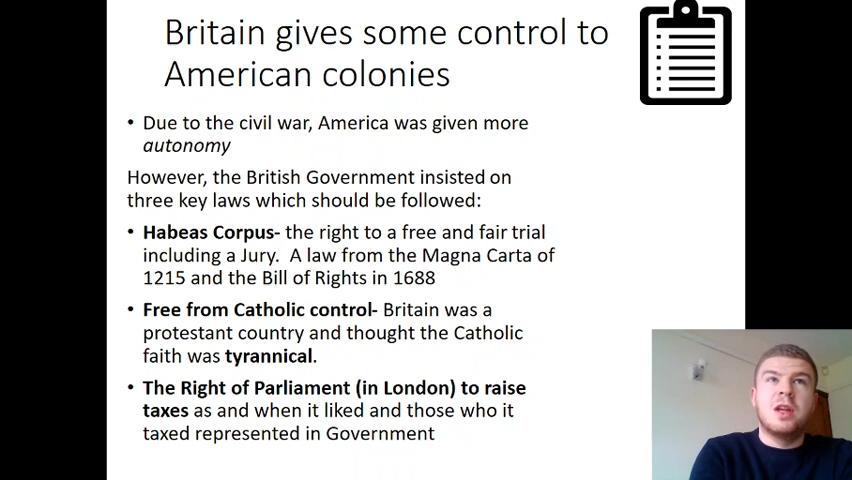 Britain gives some control to
American colonies
• Due to the civil war, America was given more
autonomy
However, the British Government insisted on
three key laws which should be followed:
• Habeas Corpus- the right to a free and fair trial
including a Jury. A law from the Magna Carta of
1215 and the Bill of Rights in 1688
• Free from Catholic control- Britain was a
protestant country and thought the Catholic
faith was tyrannical.
• The Right of Parliament (in London) to raise
taxes as and when it liked and those who it
taxed represented in Government